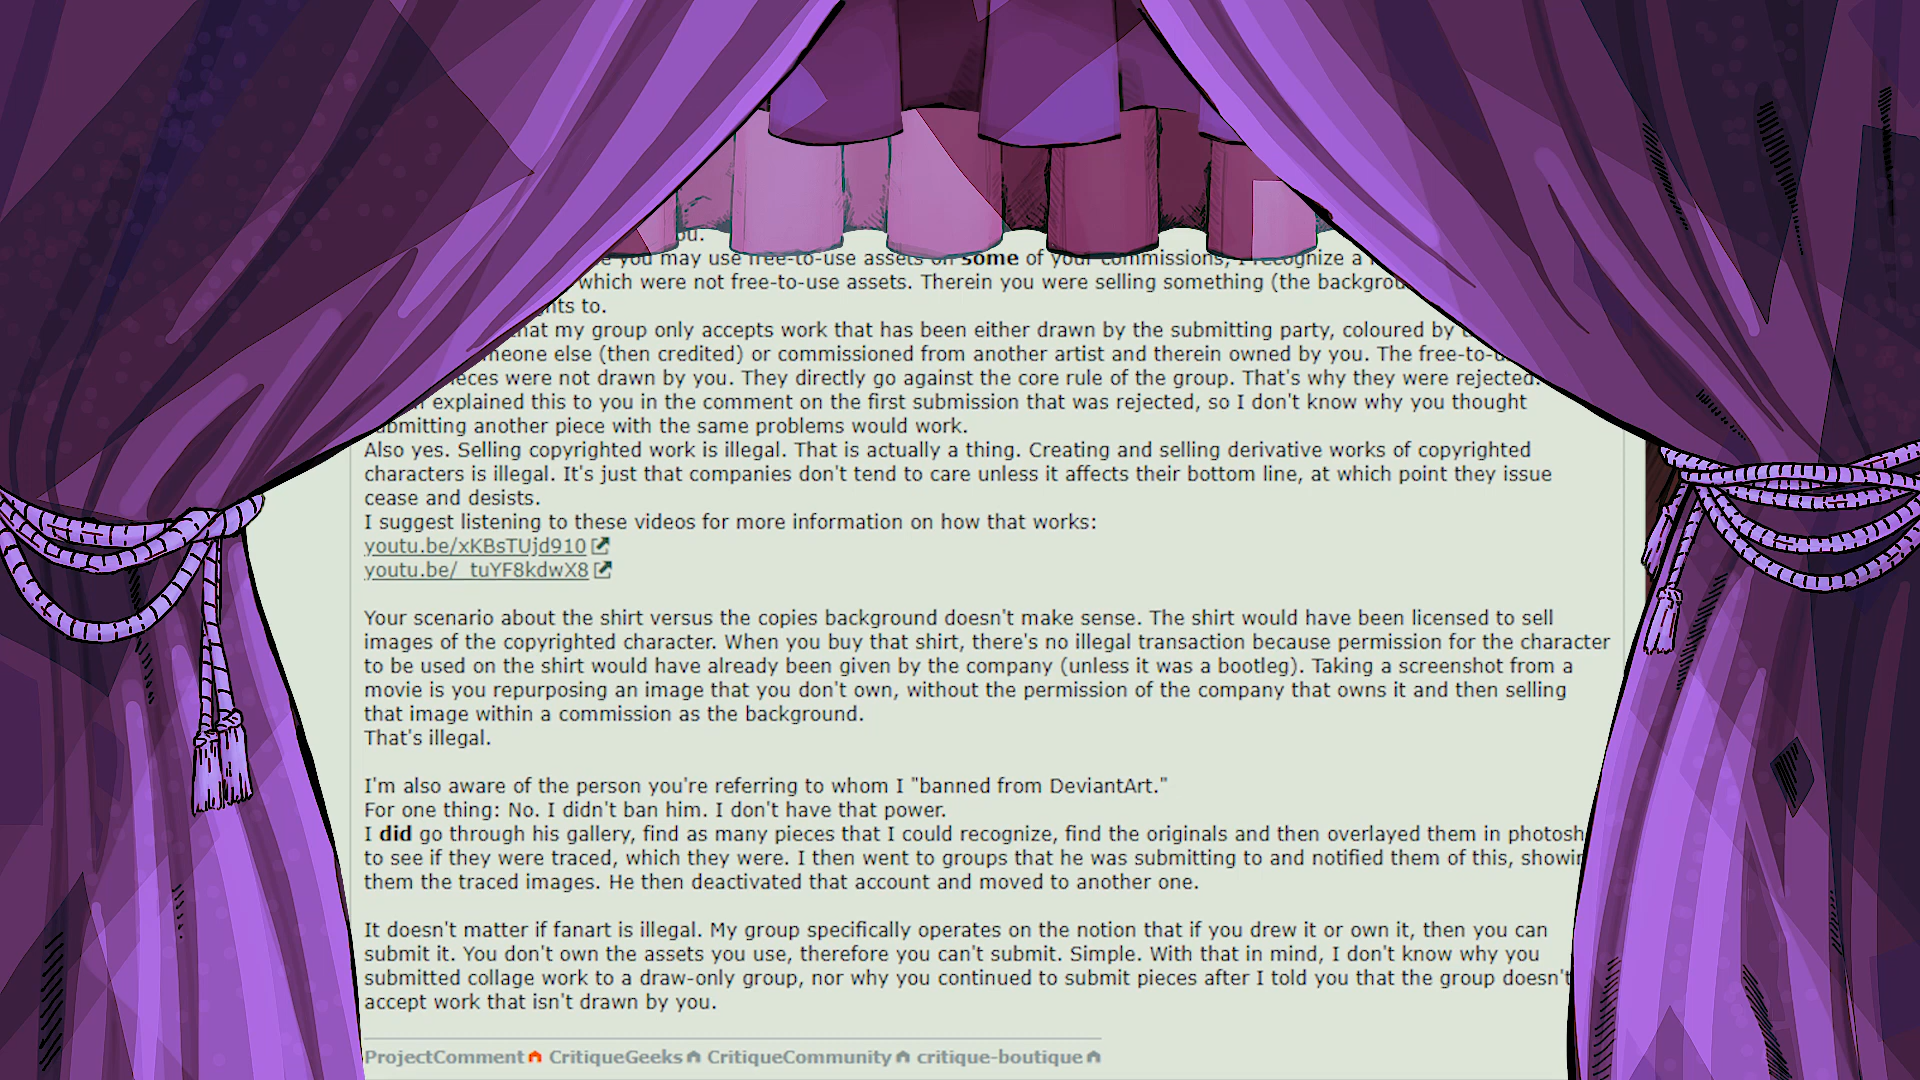 ou.
you may use free-to-use assets on some of your commissions, I recognize a
which were not free-to-use assets. Therein you were selling something (the
to.
my group only accepts work that has been either drawn by the submitting party, coloured by
else (then credited) or commissioned from another artist and therein owned by you. The
were not drawn by you. They directly go against the core rule of the group. That's why they were rejected.
explained this to you in the comment on the first submission that was rejected, so I don't know why you thought
submitting another piece with the same problems would work.
Also yes. Selling copyrighted work is illegal. That is actually a thing. Creating and selling derivative works of copyrighted
characters is illegal. It's just that companies don't tend to care unless it affects their bottom line, at which point they issue
cease and desists.
I suggest listening to these videos for more information on how that works:
youtu.be/xKBsTUjd910
youtu.be/_tuYF8kdwX8
Your scenario about the shirt versus the copies background doesn't make sense. The shirt would have been licensed to sell
images of the copyrighted character. When you buy that shirt, there's no illegal transaction because permission for the character
to be used on the shirt would have already been given by the company (unless it was a bootleg). Taking a screenshot from a
movie is you repurposing an image that you don't own, without the permission of the company that owns it and then selling
that image within a commission as the background.
That's illegal.
I'm also aware of the person you're referring to whom I "banned from DeviantArt."
For one thing: No. I didn't ban him. I don't have that power.
I did go through his gallery, find as many pieces that I could recognize, find the originals and then overlayed them in photosh
to see if they were traced, which they were. I then went to groups that he was submitting to and notified them of this, showin
them the traced images. He then deactivated that account and moved to another one.
It doesn't matter if fanart is illegal. My group specifically operates on the notion that if you drew it or own it, then you can
submit it. You don't own the assets you use, therefore you can't submit. Simple. With that in mind, I don't know why you
submitted collage work to a draw-only group, nor why you continued to submit pieces after I told you that the group doesn't
accept work that isn't drawn by you.
ProjectComment CritiqueGeeks CritiqueCommunity critique-boutique